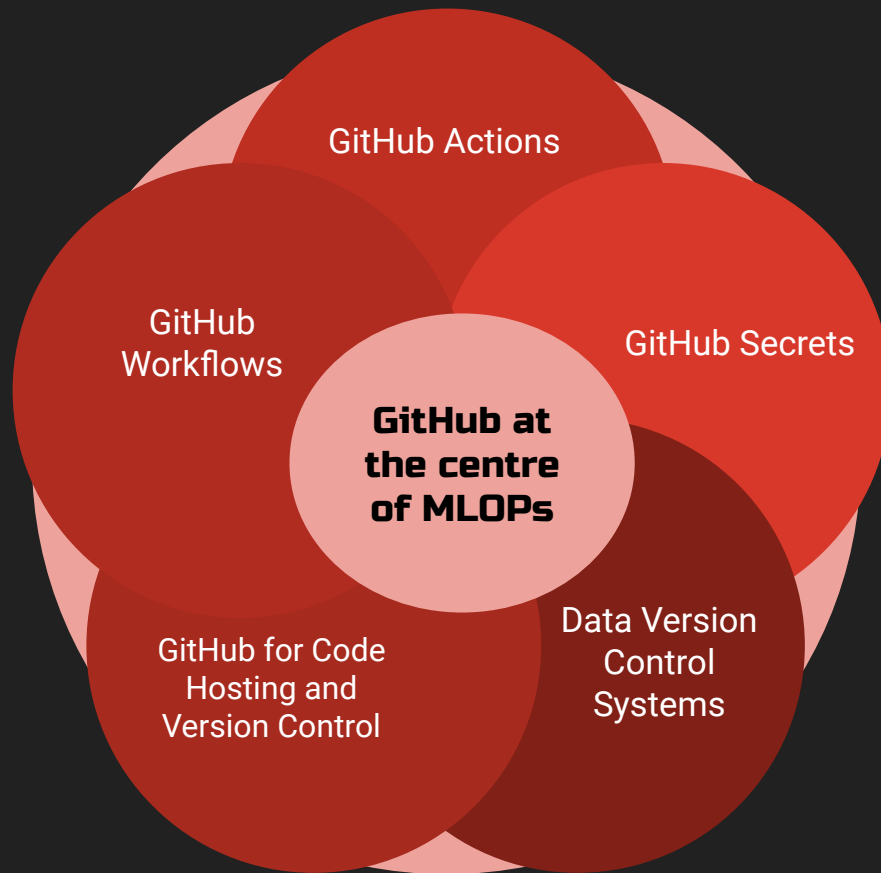 GitHub Actions
GitHub
Workflows
GitHub Secrets
GitHub at
the centre
of MLOPs
Data Version
Control
Systems
GitHub for Code
Hosting and
Version Control